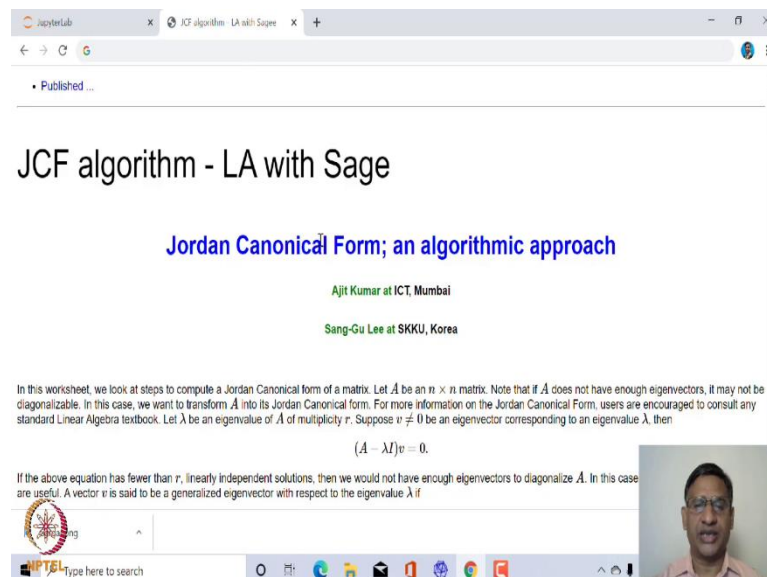 JupyterLab
JCF algorithm - LA with Sagee
G
Published ...
JCF algorithm - LA with Sage
Jordan Canonical Form; an algorithmic approach
Ajit Kumar at ICT, Mumbai
Sang-Gu Lee at SKKU, Korea
In this worksheet, we look at steps to compute a Jordan Canonical form of a matrix. Let A be an n × n matrix. Note that if A does not have enough eigenvectors, it may not be
diagonalizable. In this case, we want to transform A into its Jordan Canonical form. For more information on the Jordan Canonical Form, users are encouraged to consult any
standard Linear Algebra textbook. Let λ be an eigenvalue of A of multiplicity r. Suppose v ≠ 0 be an eigenvector corresponding to an eigenvalue λ, then
(A − λI)v = 0.
If the above equation has fewer than r, linearly independent solutions, then we would not have enough eigenvectors to diagonalize A. In this case
are useful. A vector v is said to be a generalized eigenvector with respect to the eigenvalue λ if
NPTEL
Type here to search